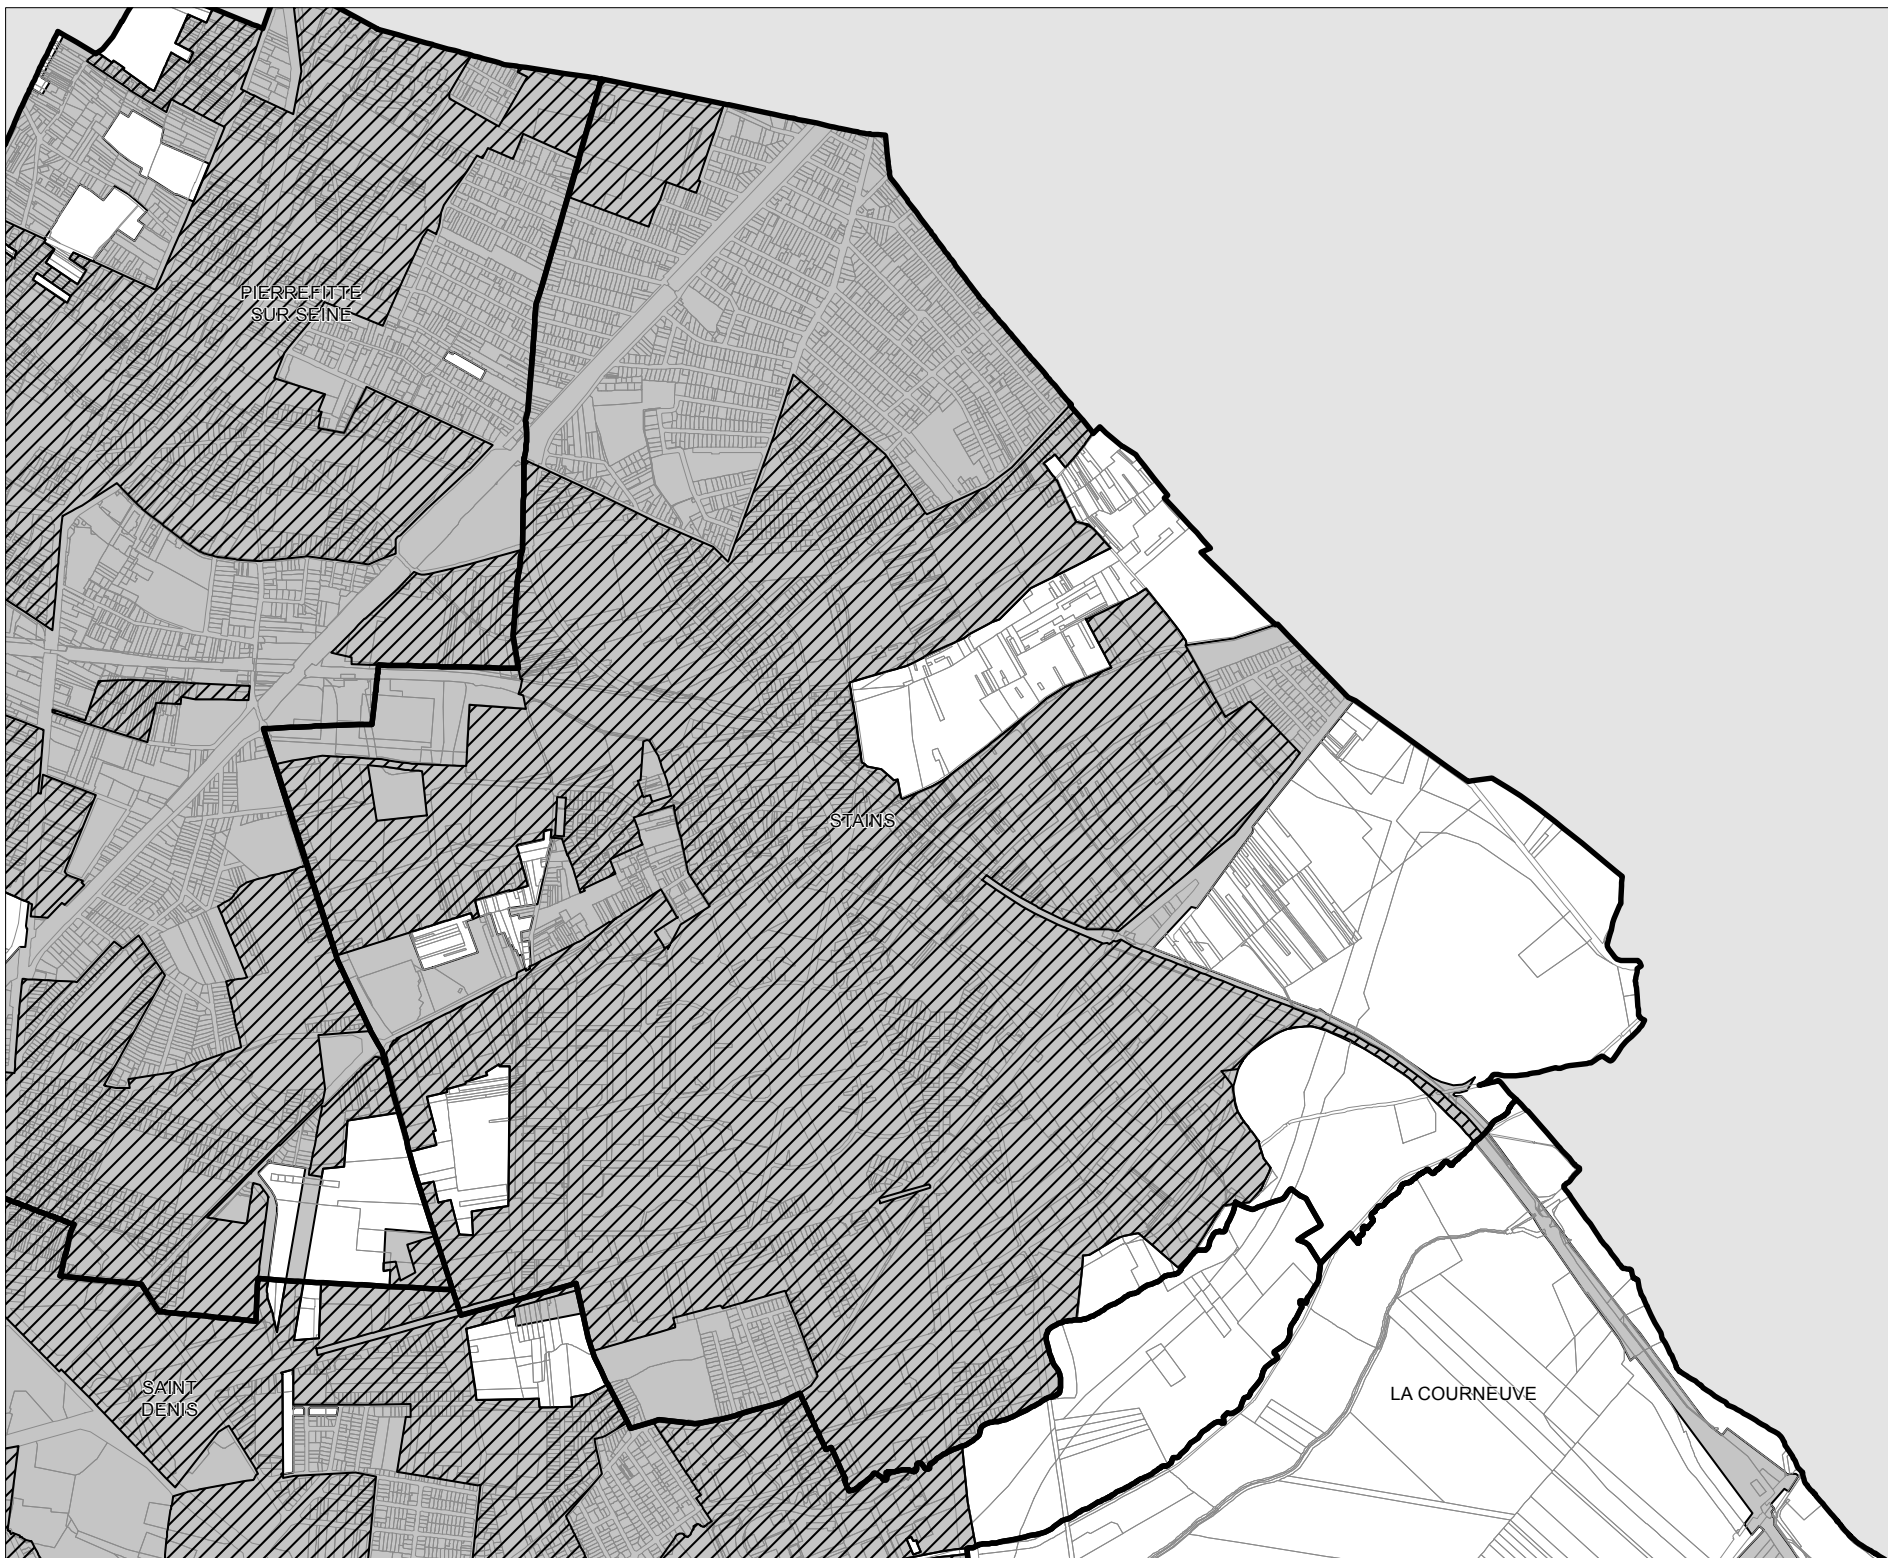 PIERREFITTE
SUR SEINE
STAINS
SAINT
DENIS
LA COURNEUVE